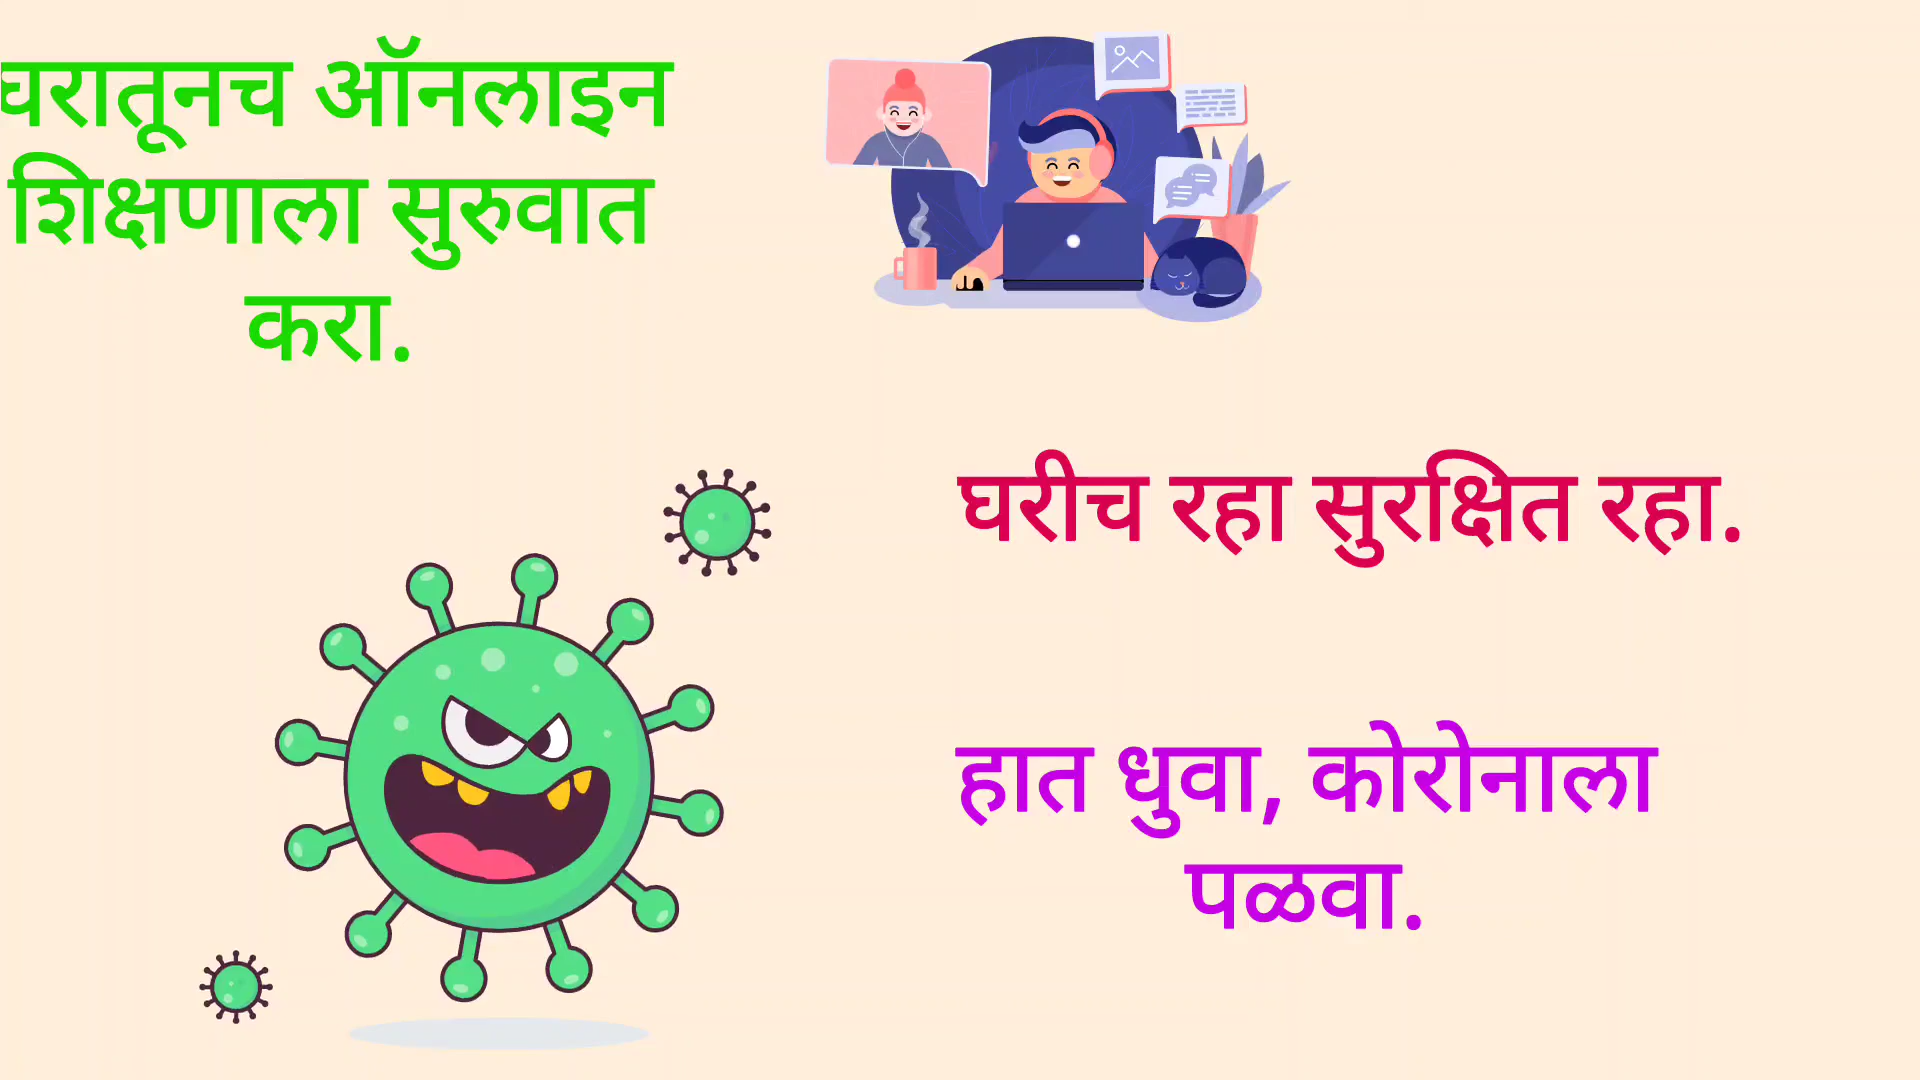 घरातूनच ऑनलाइन
शिक्षणाला सुरुवात
करा.
घरीच रहा सुरक्षित रहा.
हात धुवा, कोरोनाला
पळवा.